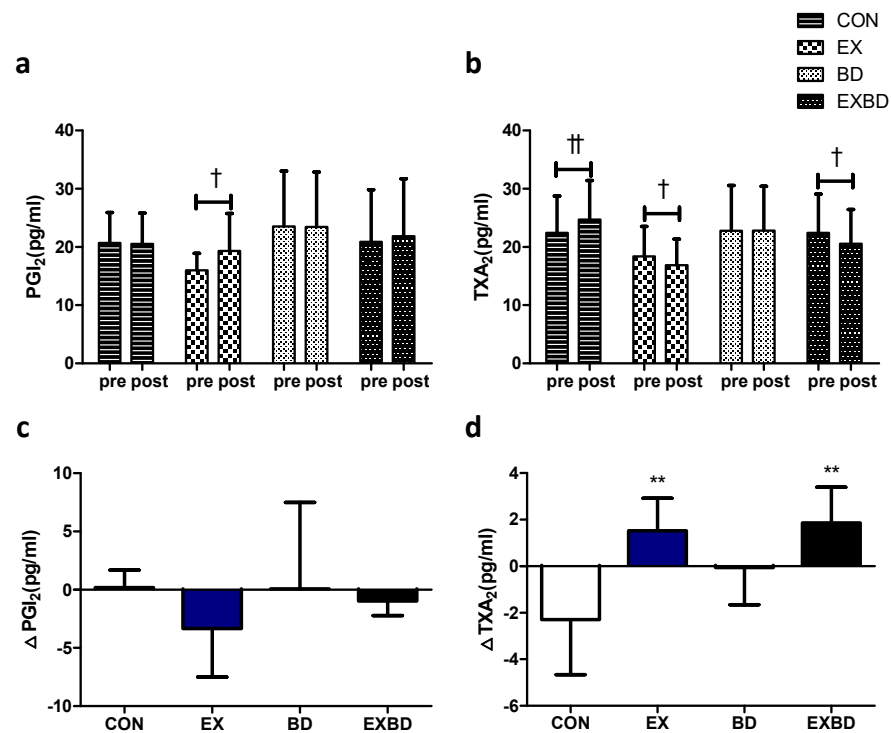 CON
EX
BD
EXBD
a
PGI₂(pg/ml)
40
30
20
10
0
†
pre post pre post pre post pre post
b
TXA₂(pg/ml)
40
30
20
10
0
††
†
†
pre post pre post pre post pre post
c
Δ PGI₂(pg/ml)
10
5
0
-5
-10
CON EX BD EXBD
d
Δ TXA₂(pg/ml)
4
2
0
-2
-4
-6
**
**
CON EX BD EXBD